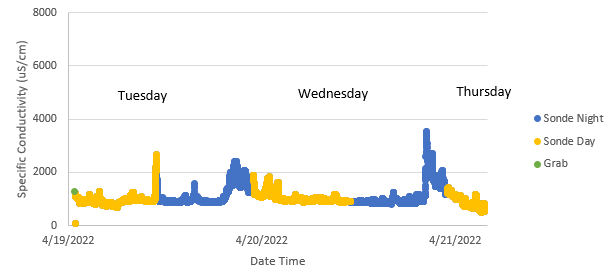 8000
6000
4000
2000
0
Specific Conductivity (uS/cm)
Tuesday
Wednesday
Thursday
4/19/2022
4/20/2022
4/21/2022
Date Time
Sonde Night
Sonde Day
Grab